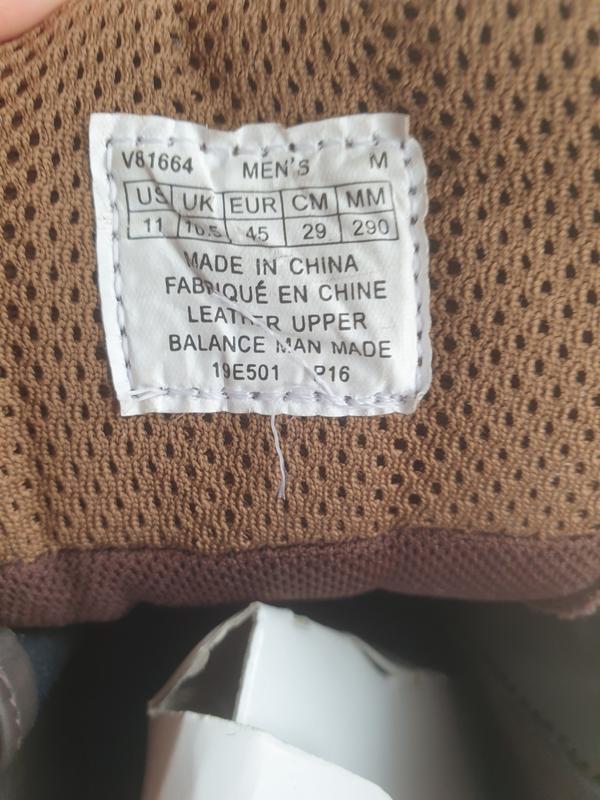 V81664 MEN'S M
US UK EUR CM MM
11 10.5 45 29 290
MADE IN CHINA
FABRIQUÉ EN CHINE
LEATHER UPPER
BALANCE MAN MADE
19E501 P16